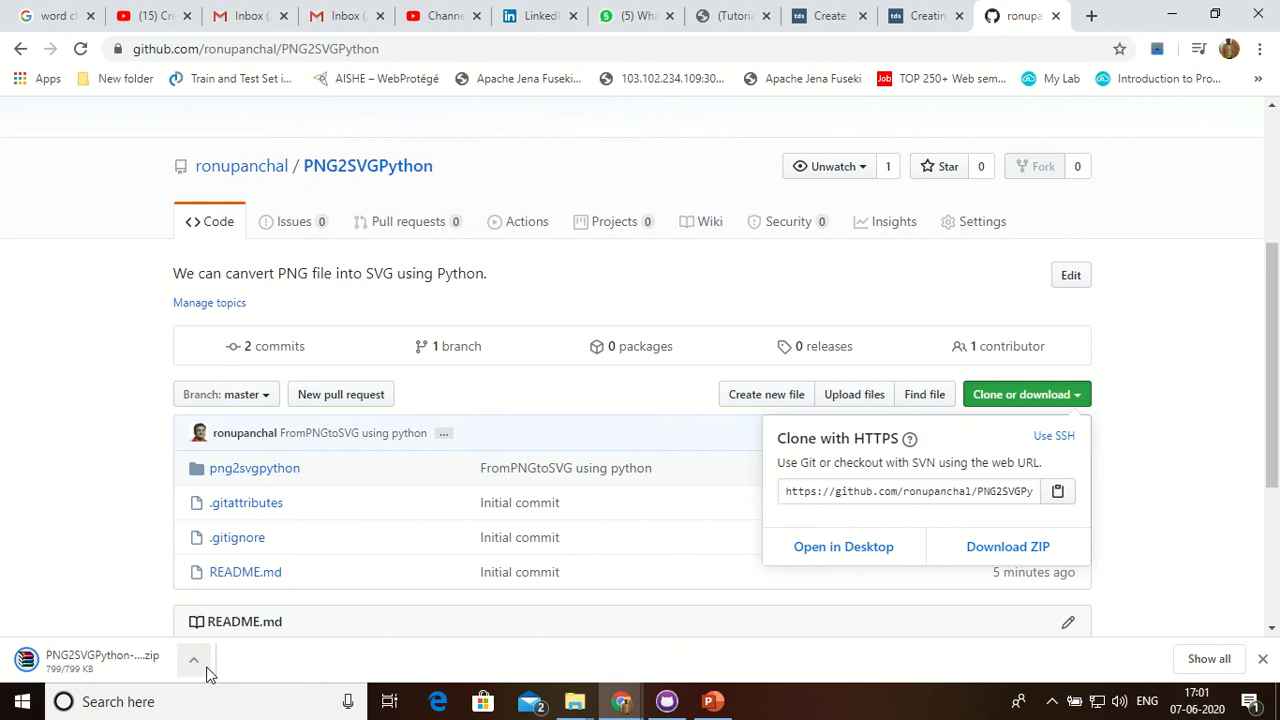 word cl
(15) Cr
Inbox (
Inbox (
Chann
LinkedI
(5) Wha
(Tutoria
Create
Creatin
ronupa
github.com/ronupanchal/PNG2SVGPython
Apps
New folder
Train and Test Set i...
AISHE – WebProtégé
Apache Jena Fuseki...
103.102.234.109:30...
Apache Jena Fuseki
TOP 250+ Web sem...
My Lab
Introduction to Pro...
ronupanchal / PNG2SVGPython
Unwatch 1
Star 0
Fork 0
Code
Issues 0
Pull requests 0
Actions
Projects 0
Wiki
Security 0
Insights
Settings
We can canvert PNG file into SVG using Python.
Edit
Manage topics
2 commits
1 branch
0 packages
0 releases
1 contributor
Branch: master
New pull request
Create new file
Upload files
Find file
Clone or download
ronupanchal FromPNGtoSVG using python ...
Clone with HTTPS
Use SSH
Use Git or checkout with SVN using the web URL.
https://github.com/ronupanchal/PNG2SVGPy
Open in Desktop
Download ZIP
png2svgpython
FromPNGtoSVG using python
.gitattributes
Initial commit
.gitignore
Initial commit
README.md
Initial commit
5 minutes ago
README.md
PNG2SVGPython-....zip
799/799 KB
Show all
Search here
2
ENG
17:01
07-06-2020
1